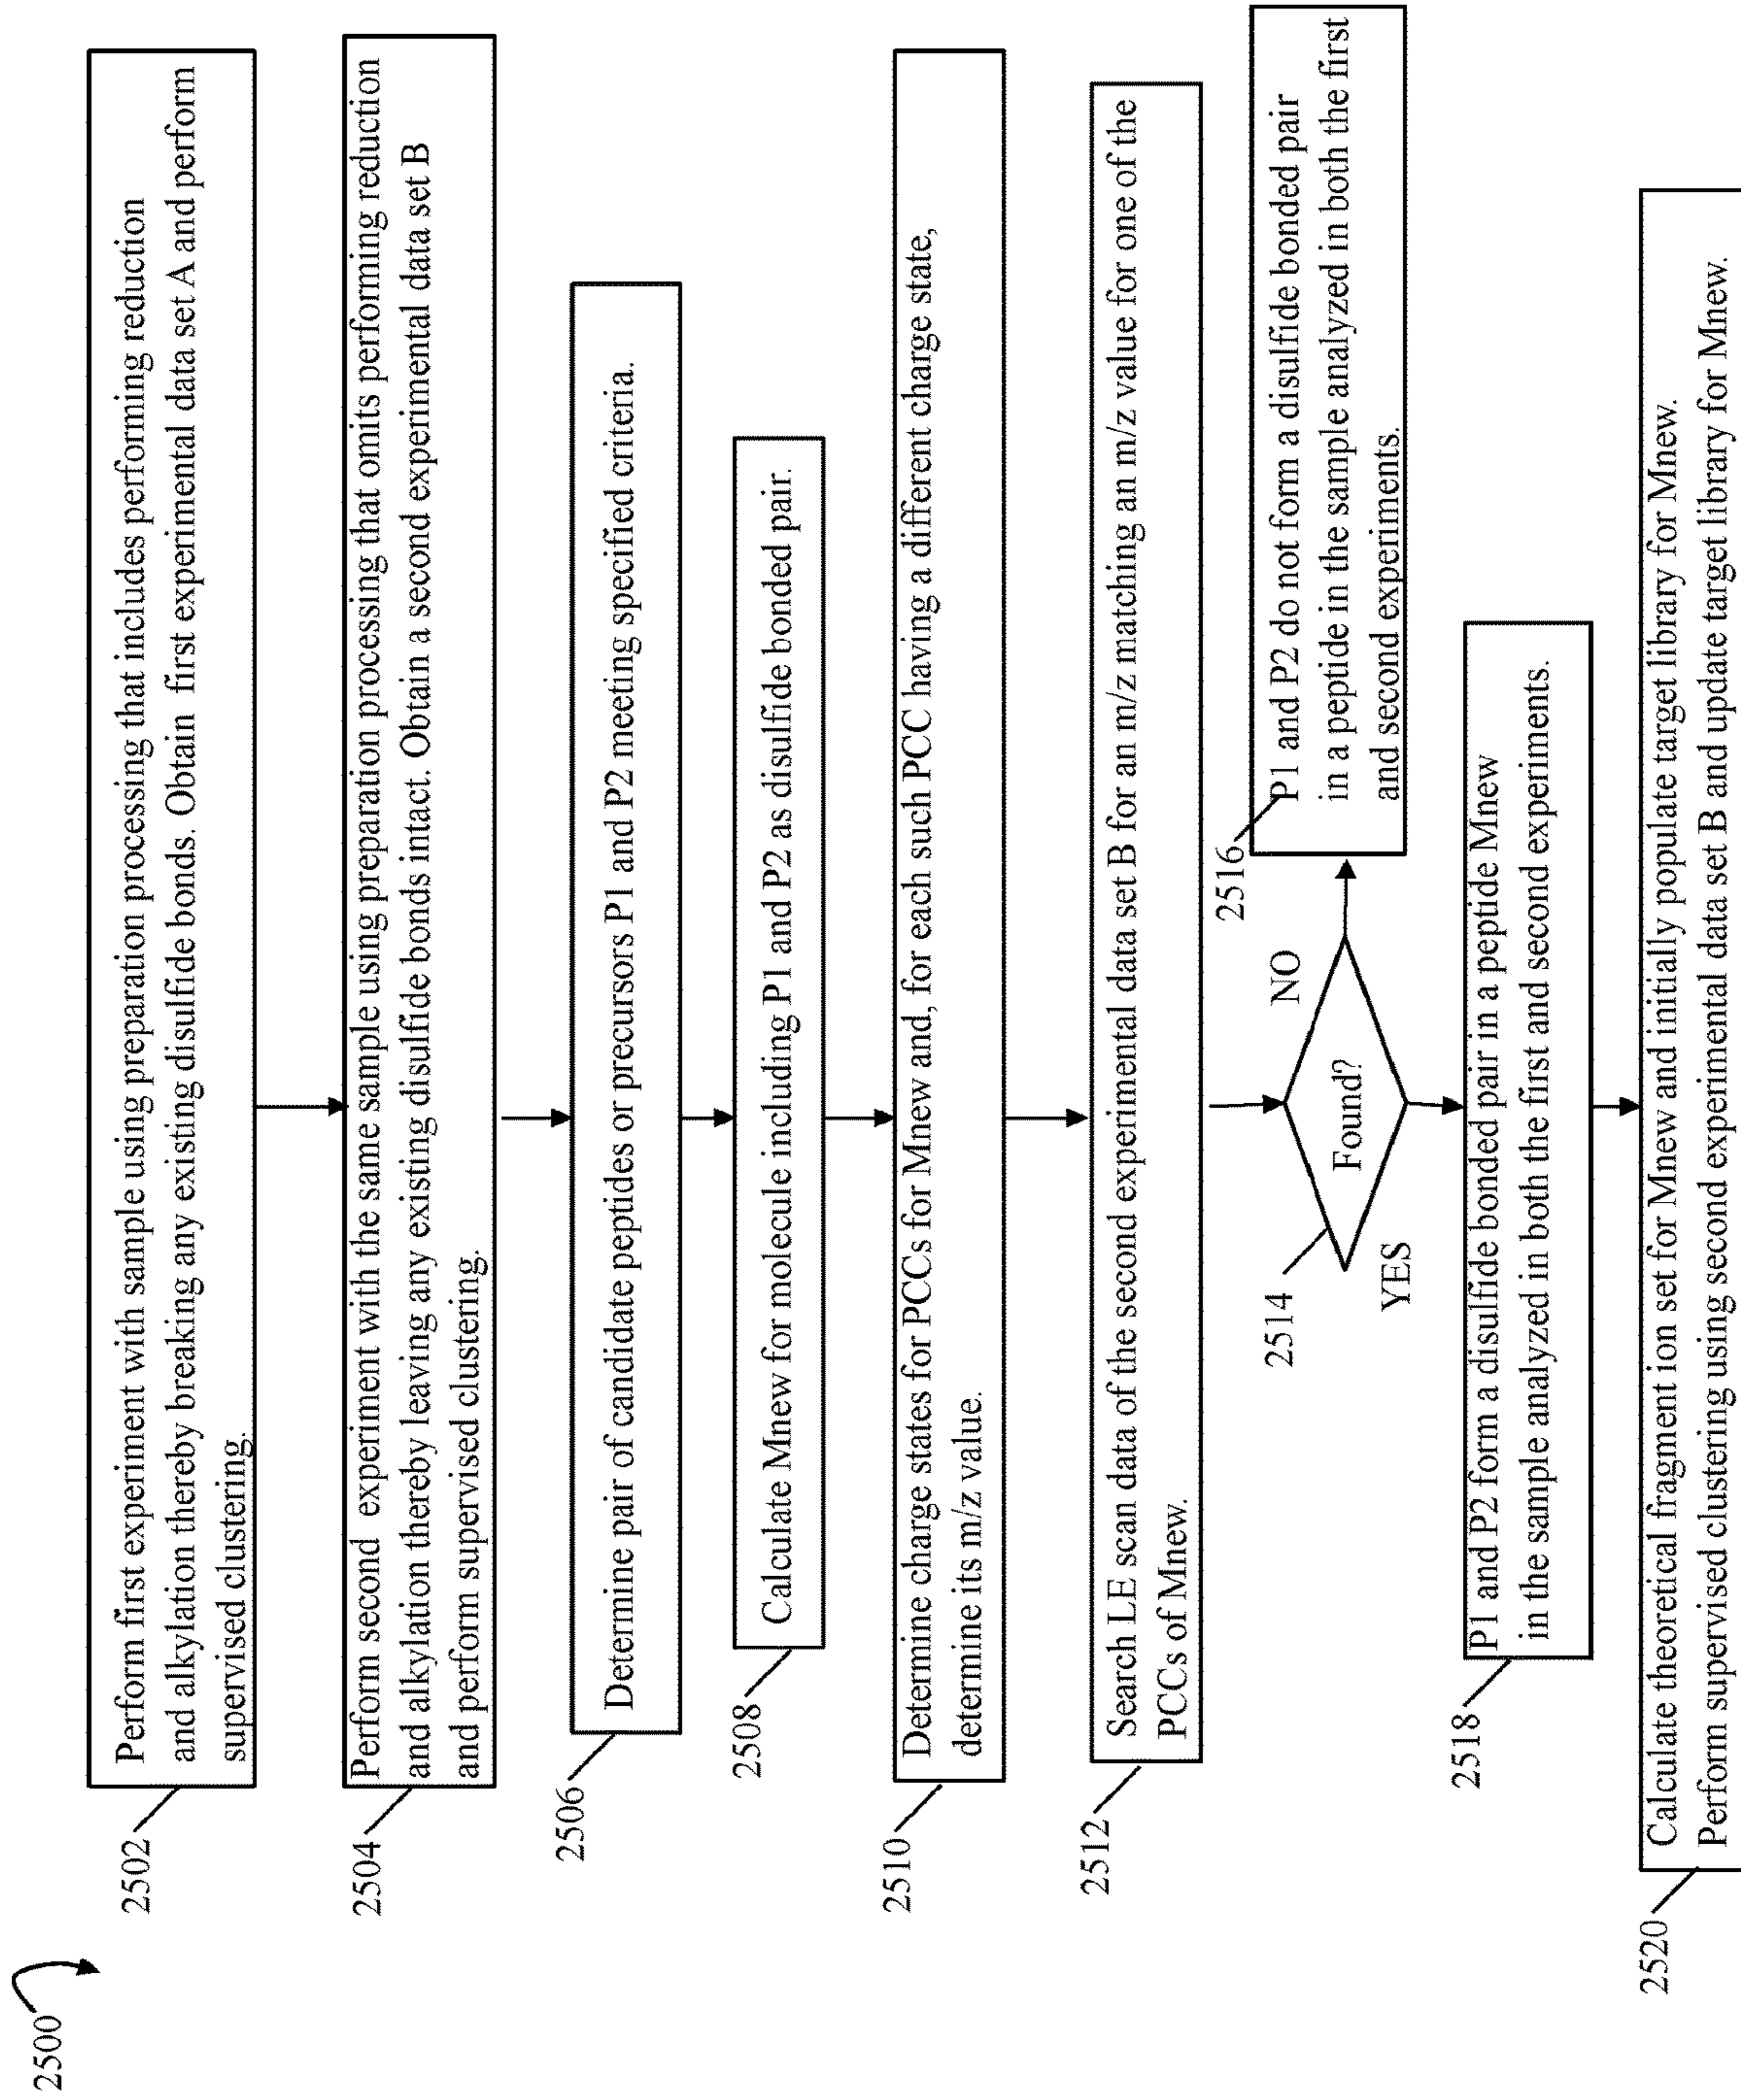 2500
2502
Perform first experiment with sample using preparation processing that includes performing reduction
and alkylation thereby breaking any existing disulfide bonds. Obtain first experimental data set A and perform
supervised clustering.
2504
Perform second experiment with the same sample using preparation processing that omits performing reduction
and alkylation thereby leaving any existing disulfide bonds intact. Obtain a second experimental data set B
and perform supervised clustering.
2506
Determine pair of candidate peptides or precursors P1 and P2 meeting specified criteria.
2508
Calculate Mnew for molecule including P1 and P2 as disulfide bonded pair.
2510
Determine charge states for PCCs for Mnew and, for each such PCC having a different charge state,
determine its m/z value.
2512
Search LE scan data of the second experimental data set B for an m/z matching an m/z value for one of the
PCCs of Mnew.
2514
Found?
NO
2516
P1 and P2 do not form a disulfide bonded pair
in a peptide in the sample analyzed in both the first
and second experiments.
YES
2518
P1 and P2 form a disulfide bonded pair in a peptide Mnew
in the sample analyzed in both the first and second experiments.
2520
Calculate theoretical fragment ion set for Mnew and initially populate target library for Mnew.
Perform supervised clustering using second experimental data set B and update target library for Mnew.